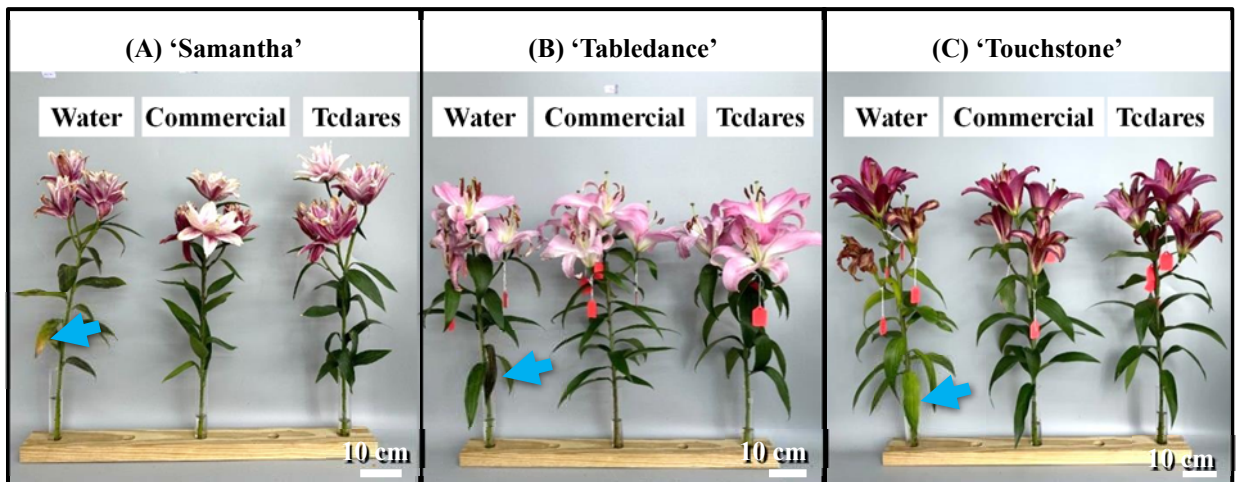 (A) ‘Samantha’
Water Commercial Tcdares
10 cm
(B) ‘Tabledance’
Water Commercial Tcdares
10 cm
(C) ‘Touchstone’
Water Commercial Tcdares
10 cm